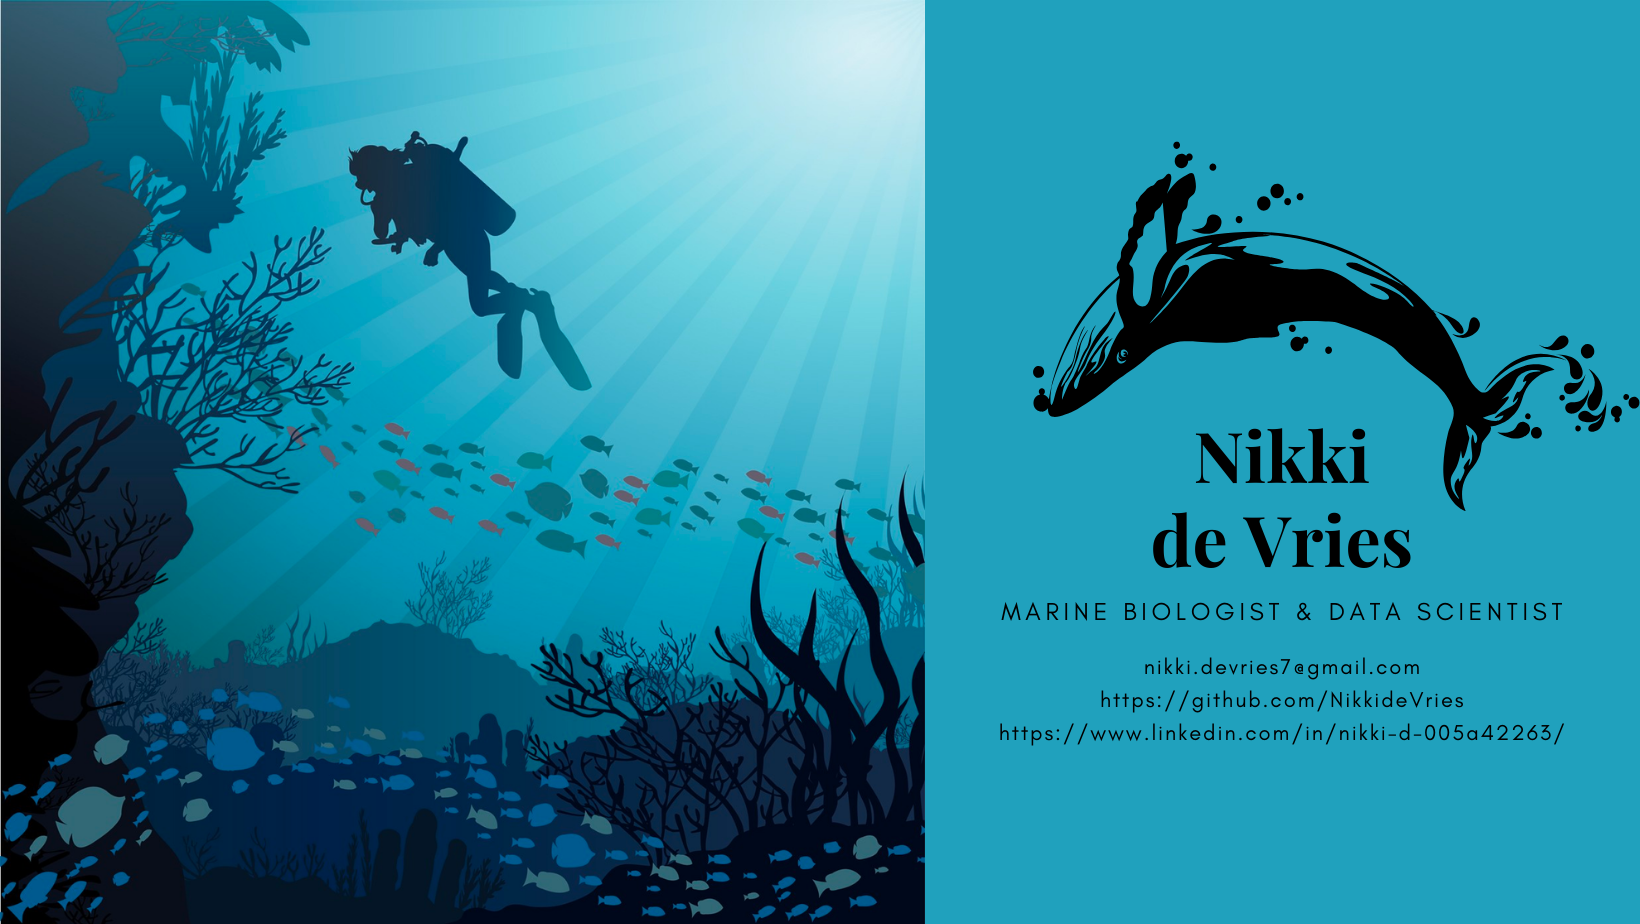 Nikki
de Vries
MARINE BIOLOGIST & DATA SCIENTIST
nikki.devries7@gmail.com
https://github.com/NikkideVries
https://www.linkedin.com/in/nikki-d-005a42263/